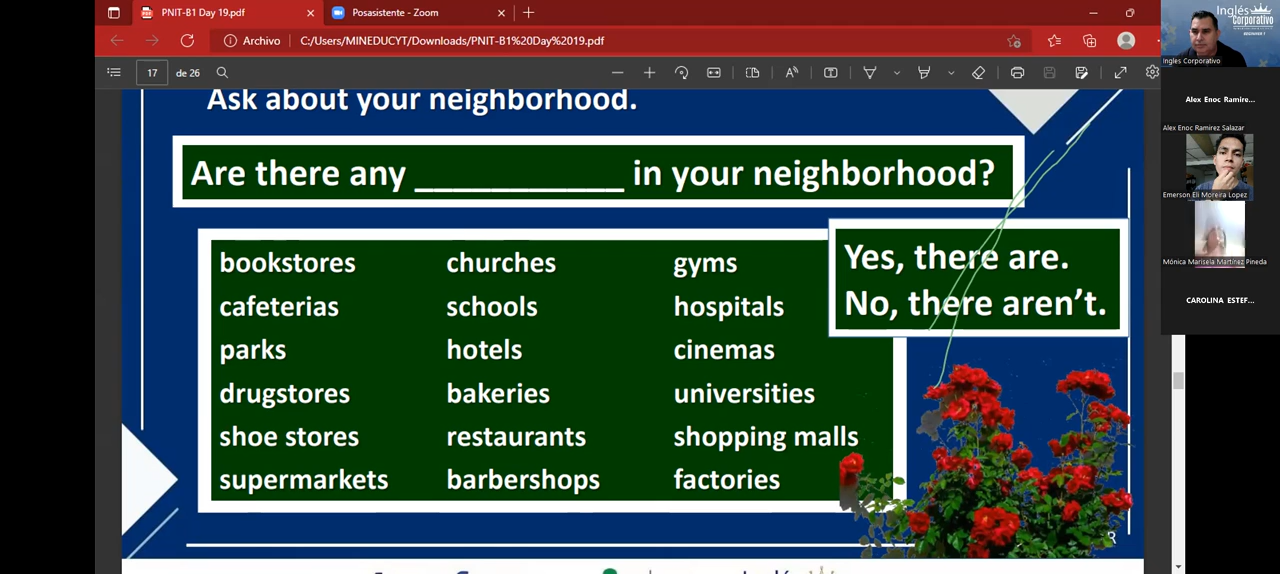 PNIT-B1 Day 19.pdf
Posasistente - Zoom
Archivo
C:/Users/MINEDUCYT/Downloads/PNIT-B1%20Day%2019.pdf
17 de 26
Ask about your neighborhood.
Are there any ____________ in your neighborhood?
bookstores churches gyms
cafeterias schools hospitals
parks hotels cinemas
drugstores bakeries universities
shoe stores restaurants shopping malls
supermarkets barbershops factories
Yes, there are.
No, there aren't.
Inglés
Corporativo
Ingles Corporativo
Alex Enoc Ramire...
Alex Enoc Ramirez Salazar
Emerson Eli Moreira Lopez
Mónica Marisela Martínez Pineda
CAROLINA ESTEF...